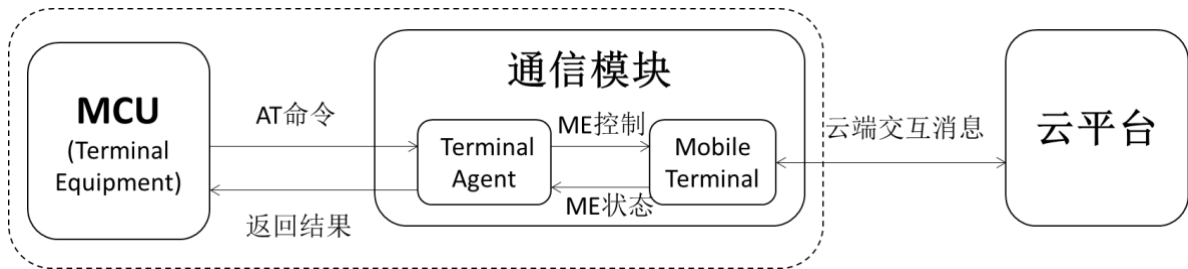 MCU
(Terminal
Equipment)
AT命令
返回结果
通信模块
Terminal
Agent
ME控制
ME状态
Mobile
Terminal
云端交互消息
云平台